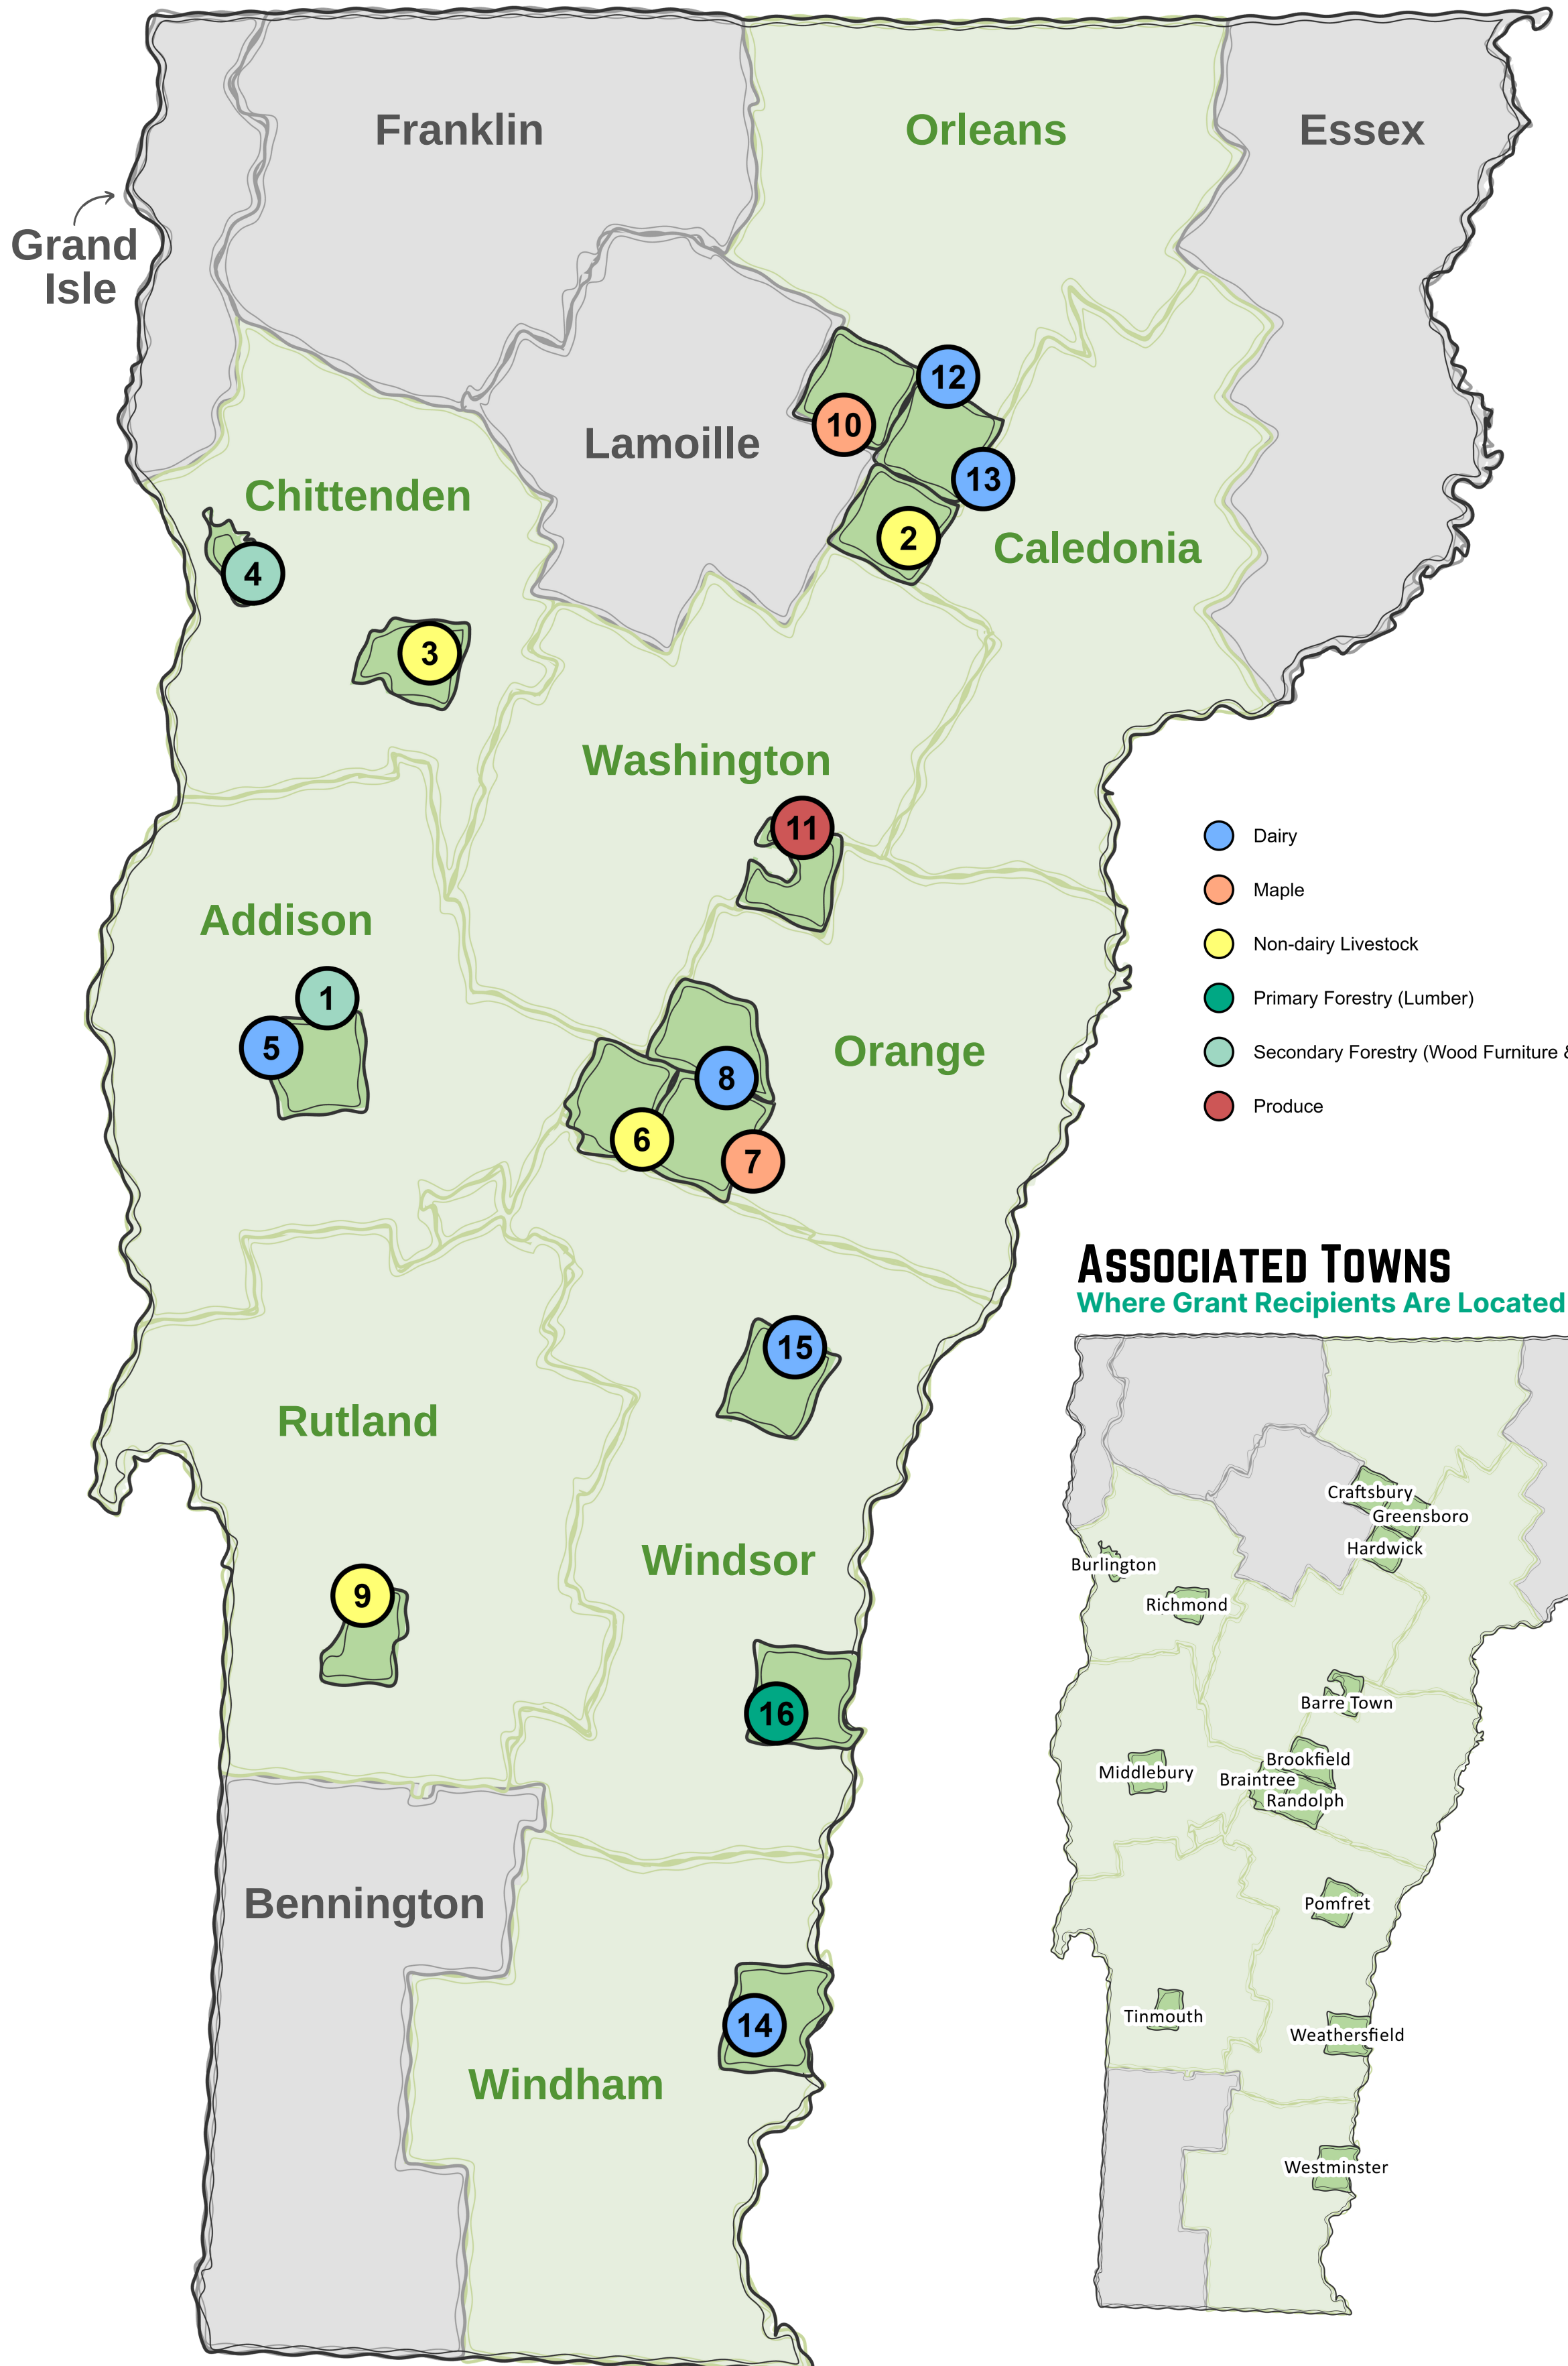 Franklin
Orleans
Essex
Grand
Isle
12
10
Lamoille
13
Chittenden
2
Caledonia
4
3
Washington
11
Dairy
Maple
Addison
Non-dairy Livestock
1
Primary Forestry (Lumber)
5
Orange
Secondary Forestry (Wood Furniture &
8
Produce
6
7
ASSOCIATED TOWNS
Where Grant Recipients Are Located
15
Rutland
Craftsbury
Greensboro
Hardwick
Windsor
Burlington
9
Richmond
16
Barre Town
Brookfield
Middlebury
Braintree
Randolph
Bennington
Pomfret
14
Tinmouth
Weathersfield
Windham
Westminster